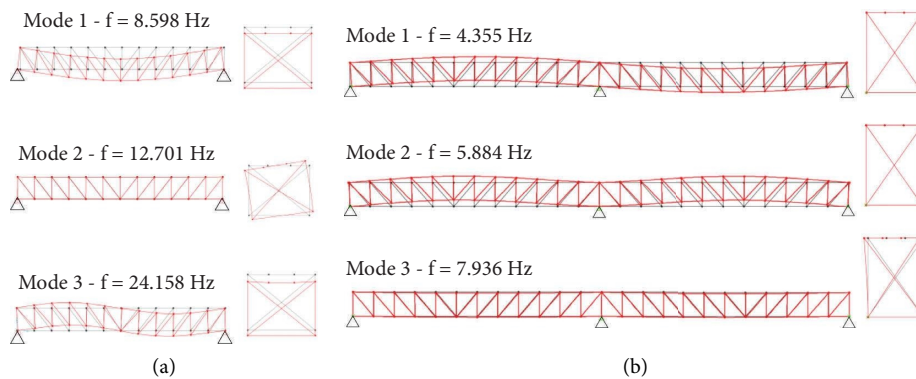 Mode 1 - f = 8.598 Hz
Mode 2 - f = 12.701 Hz
Mode 3 - f = 24.158 Hz
(a)
Mode 1 - f = 4.355 Hz
Mode 2 - f = 5.884 Hz
Mode 3 - f = 7.936 Hz
(b)